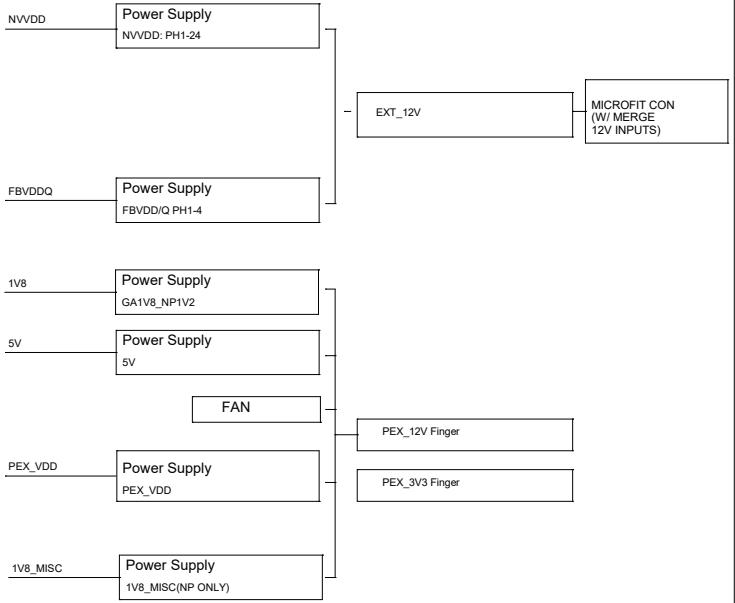 NVVDD
Power Supply
NVVDD: PH1-24
EXT_12V
MICROFIT CON
(W/ MERGE
12V INPUTS)
FBVDDQ
Power Supply
FBVDD/Q PH1-4
1V8
Power Supply
GA1V8_NP1V2
5V
Power Supply
5V
FAN
PEX_12V Finger
PEX_VDD
Power Supply
PEX_VDD
PEX_3V3 Finger
1V8_MISC
Power Supply
1V8_MISC(NP ONLY)